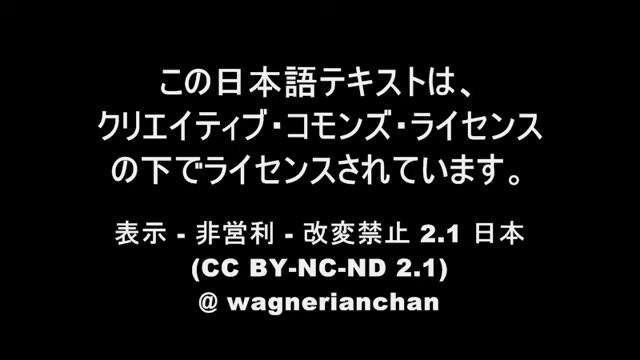 この日本語テキストは、
クリエイティブ・コモンズ・ライセンス
の下でライセンスされています。
表示 - 非営利 - 改変禁止 2.1 日本
(CC BY-NC-ND 2.1)
@ wagnerianchan